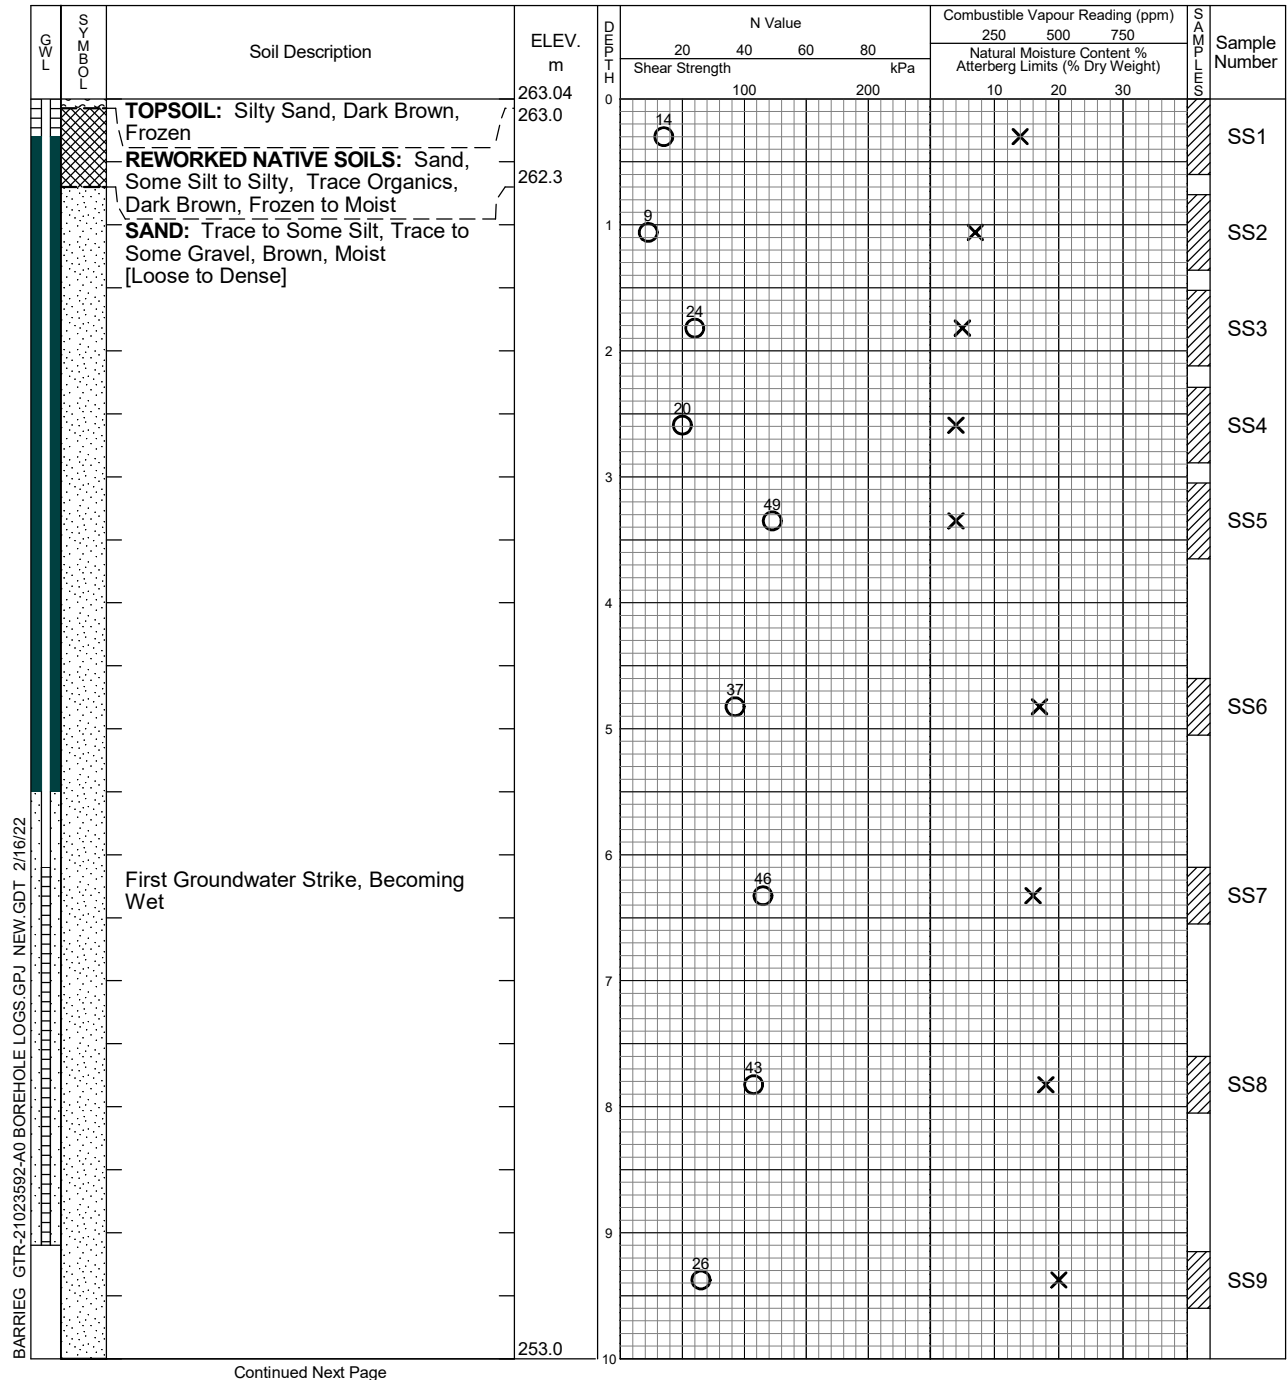 GWL
SYMBOL
Soil Description
ELEV.
m
DEPTH
N Value
20 40 60 80
Shear Strength kPa
100 200
Combustible Vapour Reading (ppm)
250 500 750
Natural Moisture Content %
Atterberg Limits (% Dry Weight)
10 20 30
SAMPLES
Sample
Number
263.04
0
TOPSOIL: Silty Sand, Dark Brown,
Frozen
263.0
14
SS1
REWORKED NATIVE SOILS: Sand,
Some Silt to Silty, Trace Organics,
Dark Brown, Frozen to Moist
262.3
SAND: Trace to Some Silt, Trace to
Some Gravel, Brown, Moist
[Loose to Dense]
9
1
SS2
24
SS3
2
20
SS4
3
49
SS5
4
37
SS6
5
6
First Groundwater Strike, Becoming
Wet
46
SS7
7
43
SS8
8
9
26
SS9
253.0
10
Continued Next Page
BARRIEG GTR-21023592-A0 BOREHOLE LOGS.GPJ NEW.GDT 2/16/22